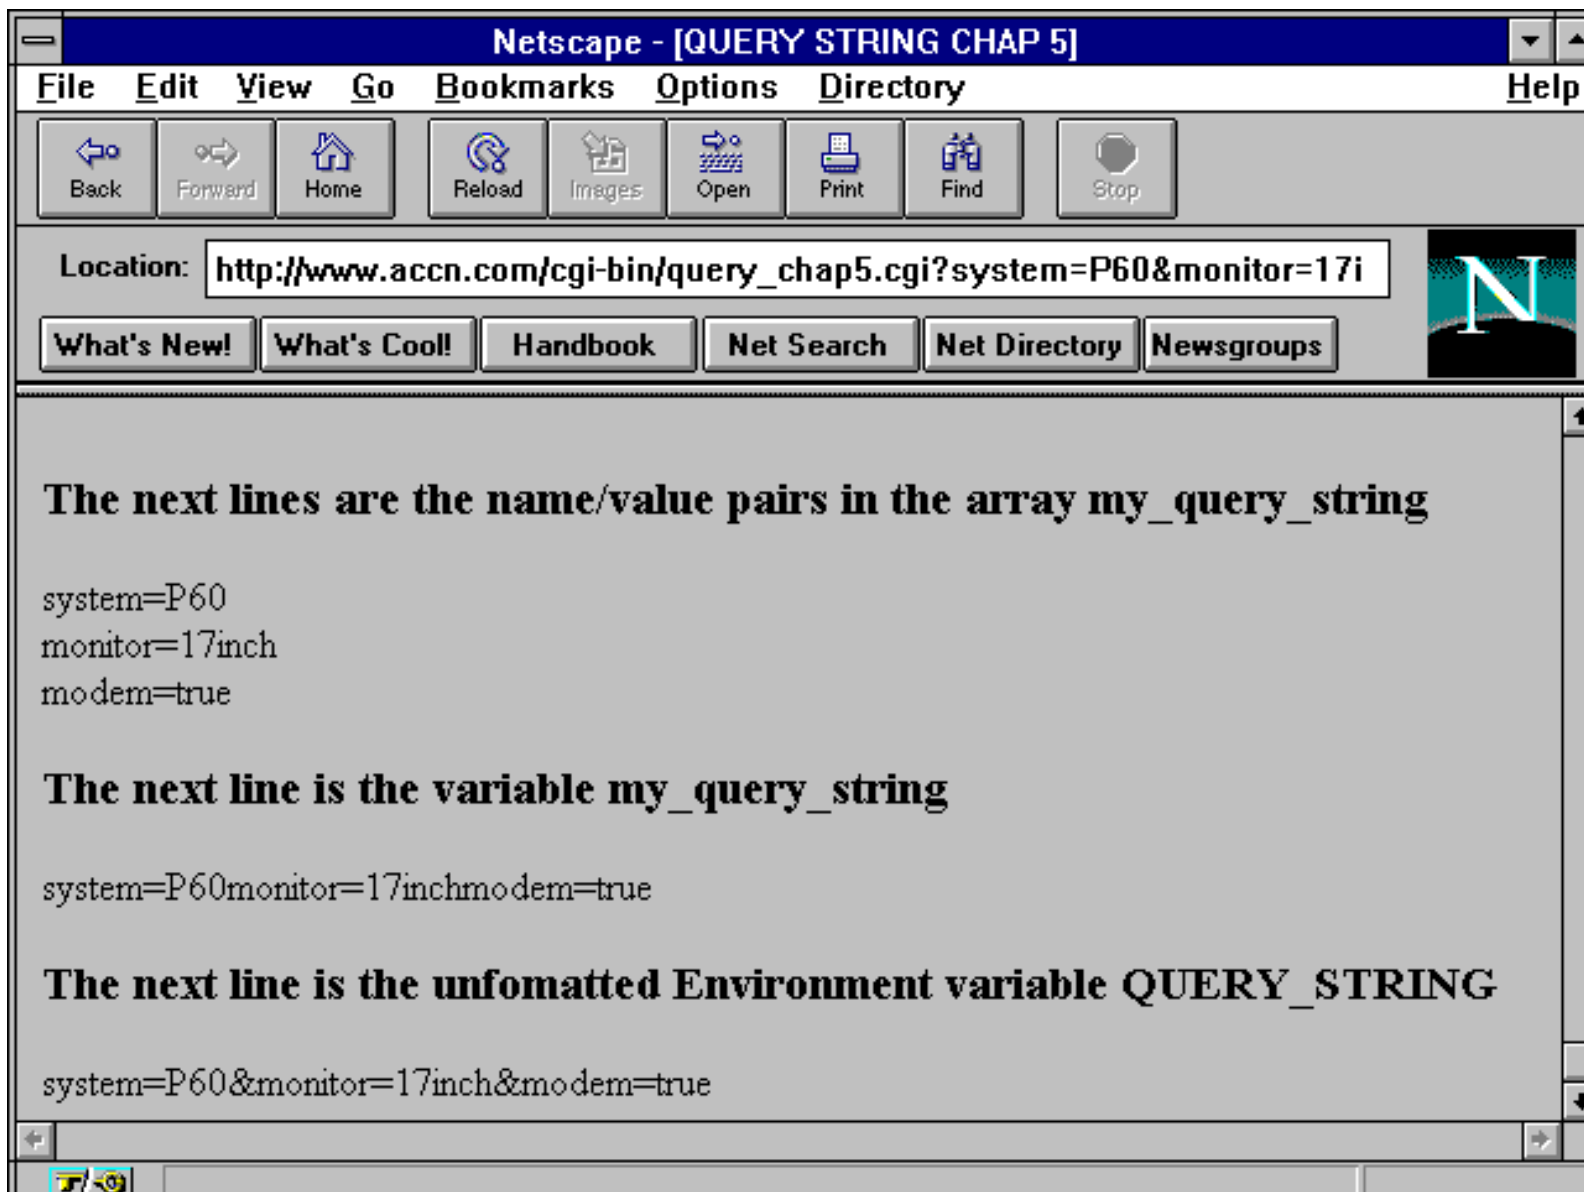 Netscape - [QUERY STRING CHAP 5]
File Edit View Go Bookmarks Options Directory Help
Back Forward Home Reload Images Open Print Find Stop
Location: http://www.accn.com/cgi-bin/query_chap5.cgi?system=P60&monitor=17i
N
What's New! What's Cool! Handbook Net Search Net Directory Newsgroups
The next lines are the name/value pairs in the array my_query_string
system=P60
monitor=17inch
modem=true
The next line is the variable my_query_string
system=P60monitor=17inchmodem=true
The next line is the unfomatted Environment variable QUERY_STRING
system=P60&monitor=17inch&modem=true